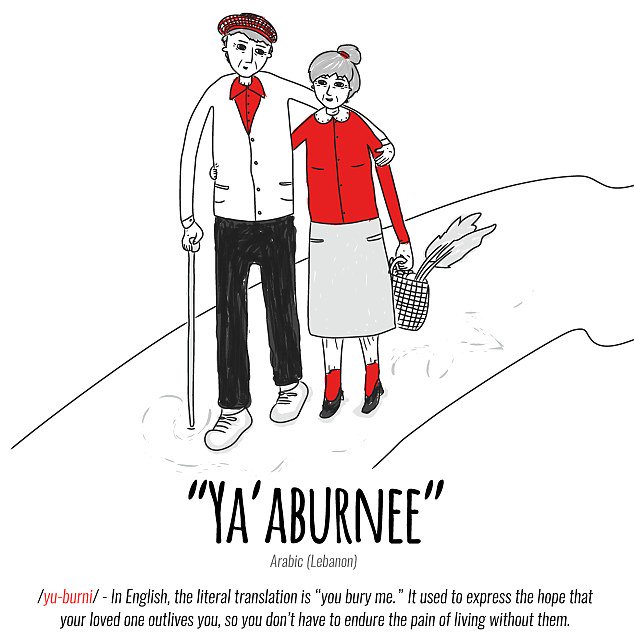 “YA’ABURNEE”
Arabic (Lebanon)
/yu-burni/ - In English, the literal translation is “you bury me.” It used to express the hope that
your loved one outlives you, so you don’t have to endure the pain of living without them.